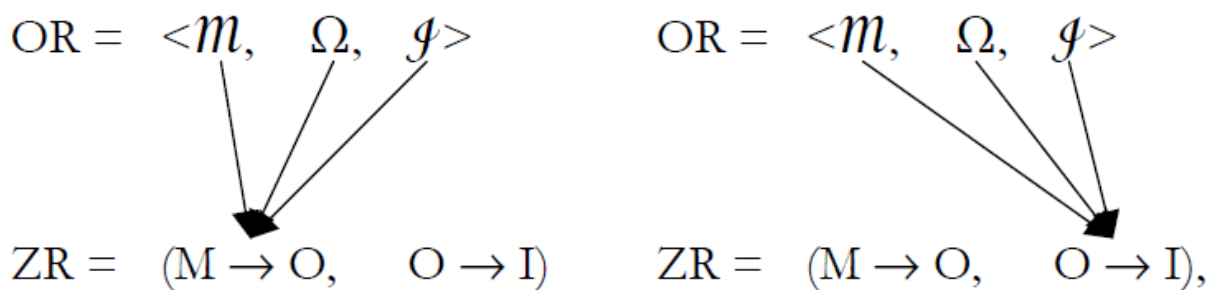 OR = <𝓂, Ω, 𝒥> OR = <𝓂, Ω, 𝒥>
ZR = (M → O, O → I) ZR = (M → O, O → I),